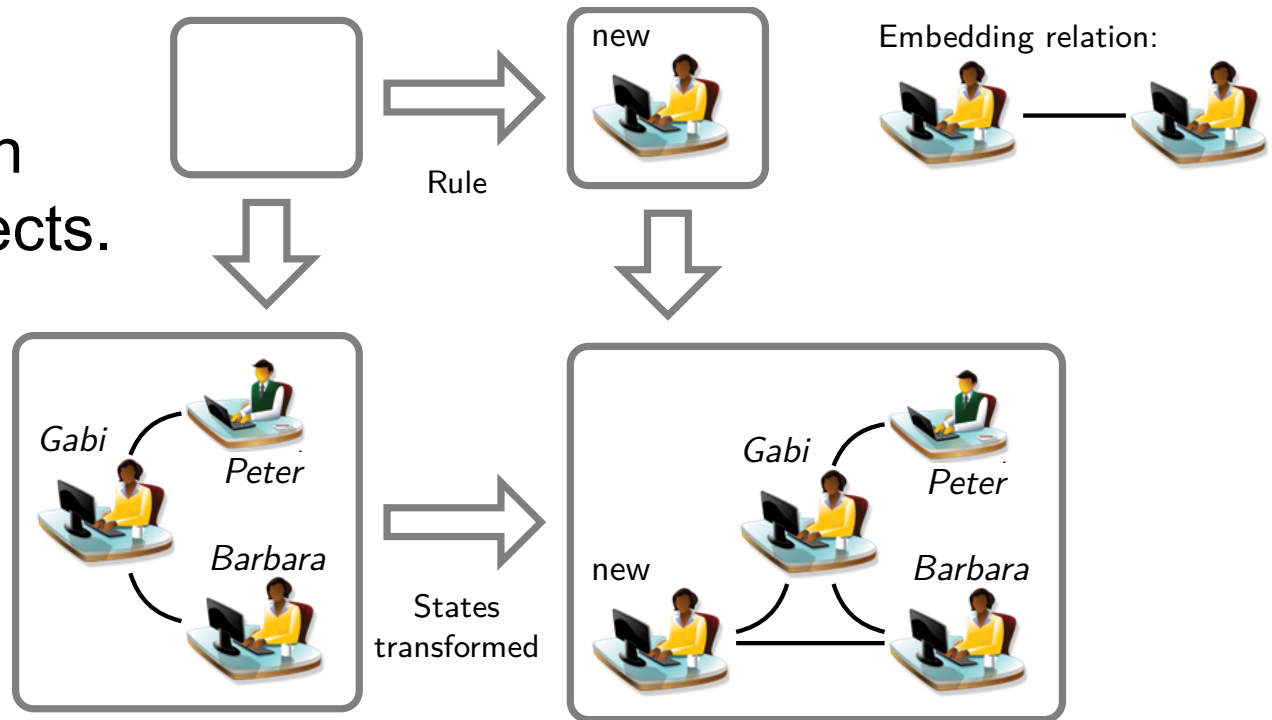 new
Embedding relation:
Rule
ects.
Gabi
Peter
Barbara
States
transformed
Gabi
Peter
new
Barbara